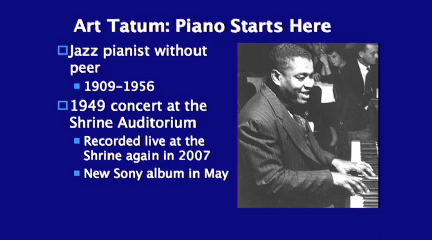 Art Tatum: Piano Starts Here
Jazz pianist without
peer
1909-1956
1949 concert at the
Shrine Auditorium
Recorded live at the
Shrine again in 2007
New Sony album in May